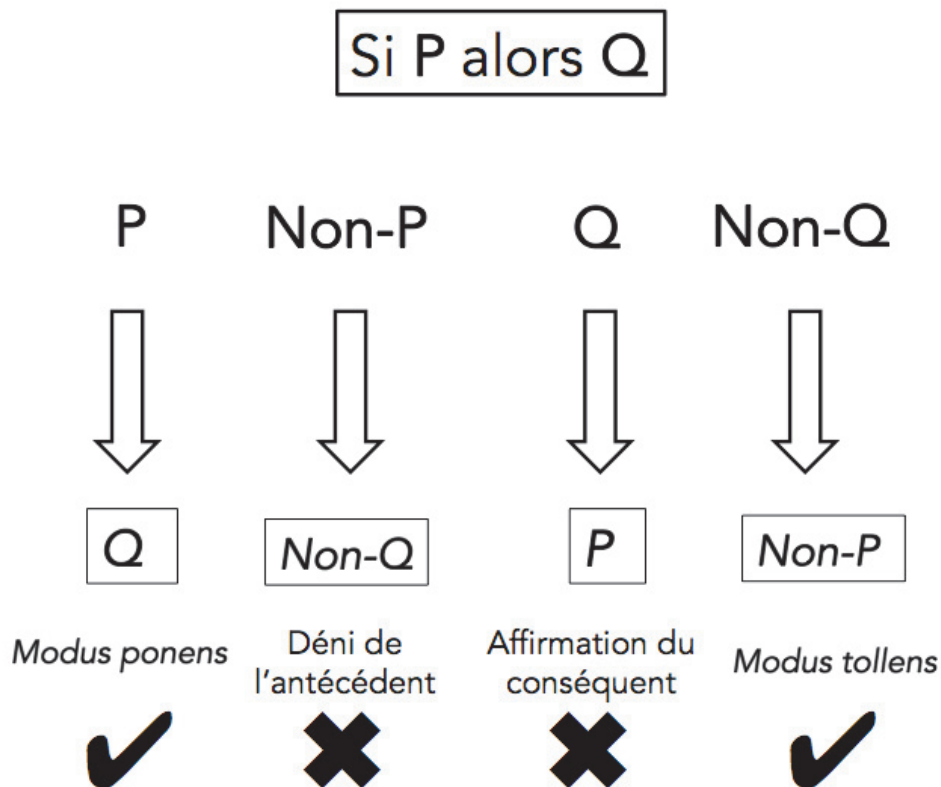 Si P alors Q
P Non-P Q Non-Q
Q Non-Q P Non-P
Modus ponens
Déni de
l'antécédent
Affirmation du
conséquent
Modus tollens